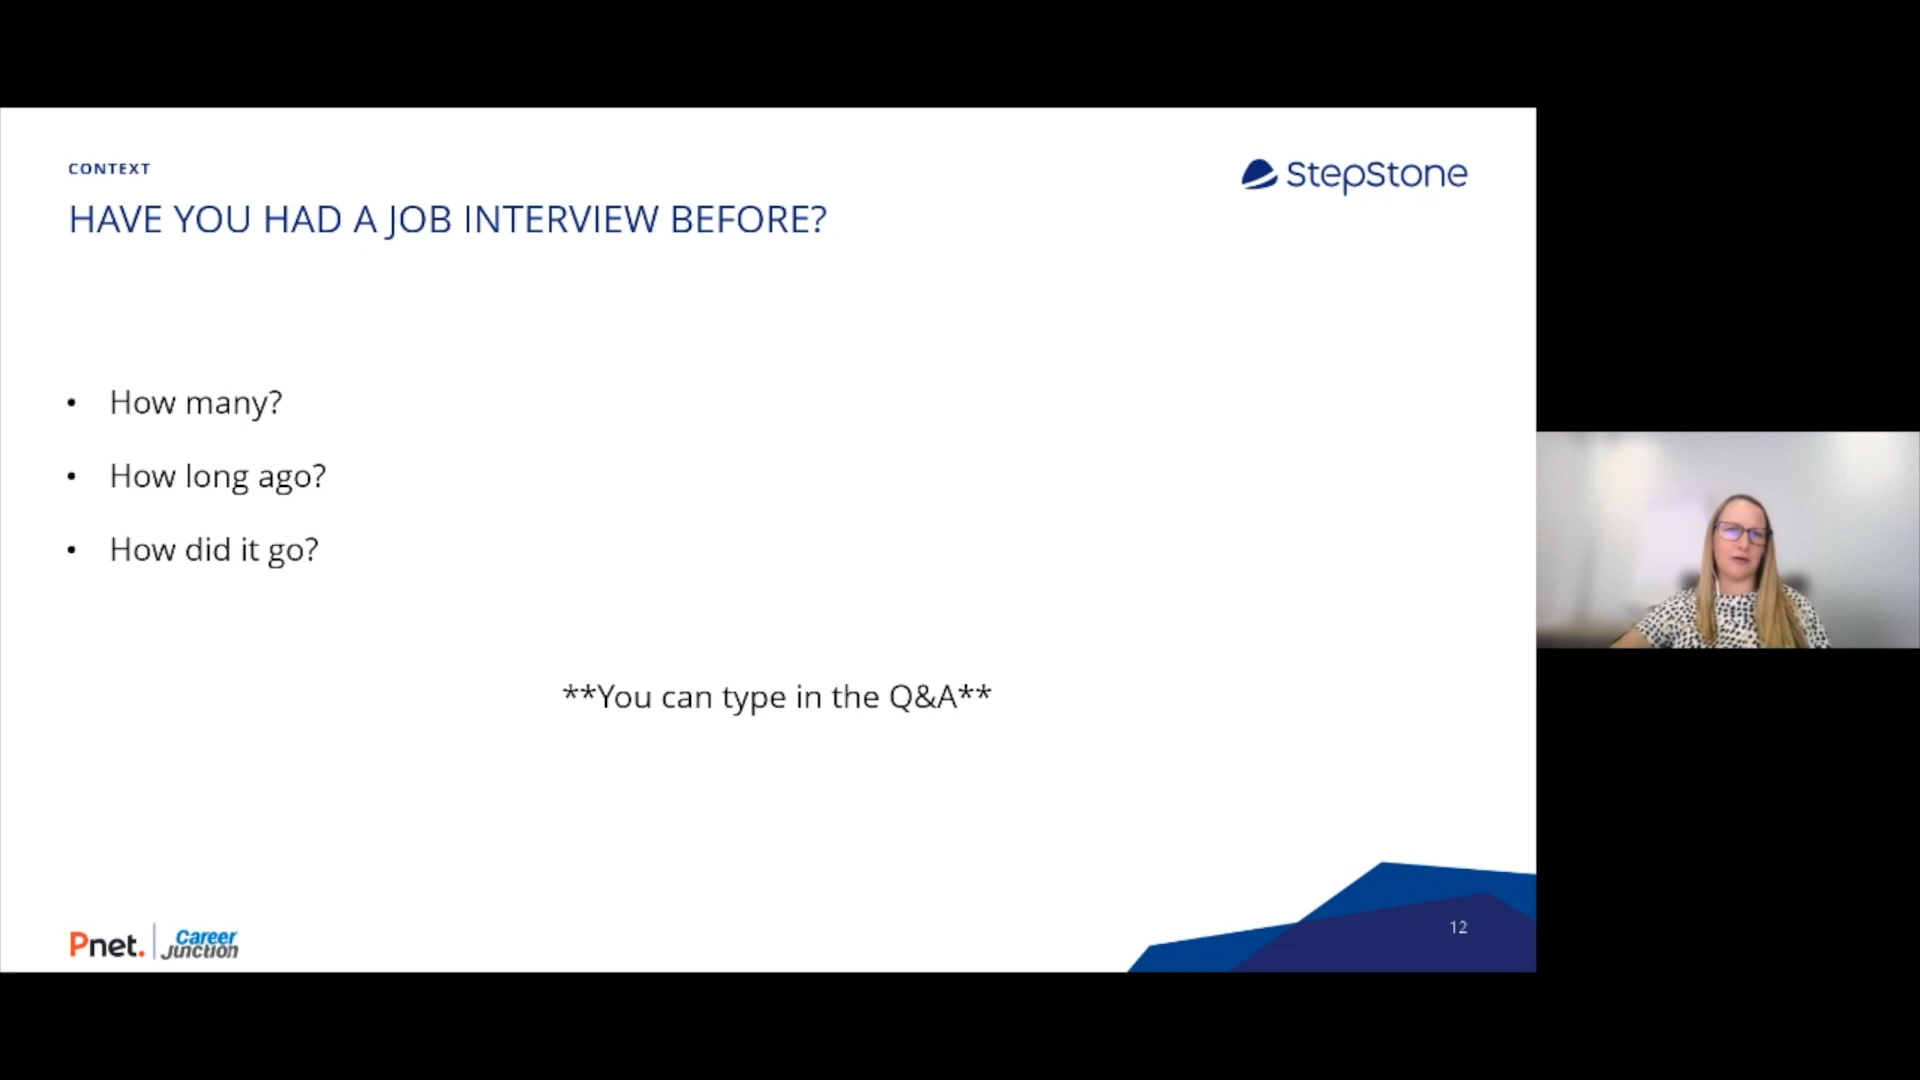 CONTEXT
StepStone
HAVE YOU HAD A JOB INTERVIEW BEFORE?
• How many?
• How long ago?
• How did it go?
**You can type in the Q&A**
Pnet. | Career Junction
12